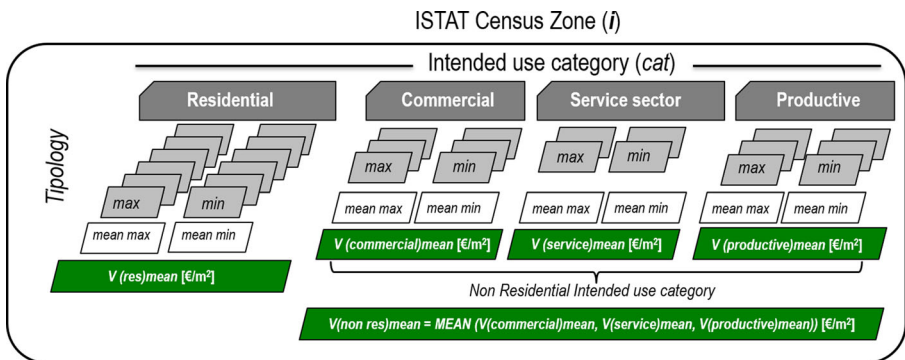 ISTAT Census Zone (i)
Intended use category (cat)
Residential
Commercial
Service sector
Productive
Tipology
max
min
max
min
max
min
max
min
mean max
mean min
mean max
mean min
mean max
mean min
mean max
mean min
V (commercial)mean [€/m²]
V (service)mean [€/m²]
V (productive)mean [€/m²]
V (res)mean [€/m²]
Non Residential Intended use category
V(non res)mean = MEAN (V(commercial)mean, V(service)mean, V(productive)mean)) [€/m²]